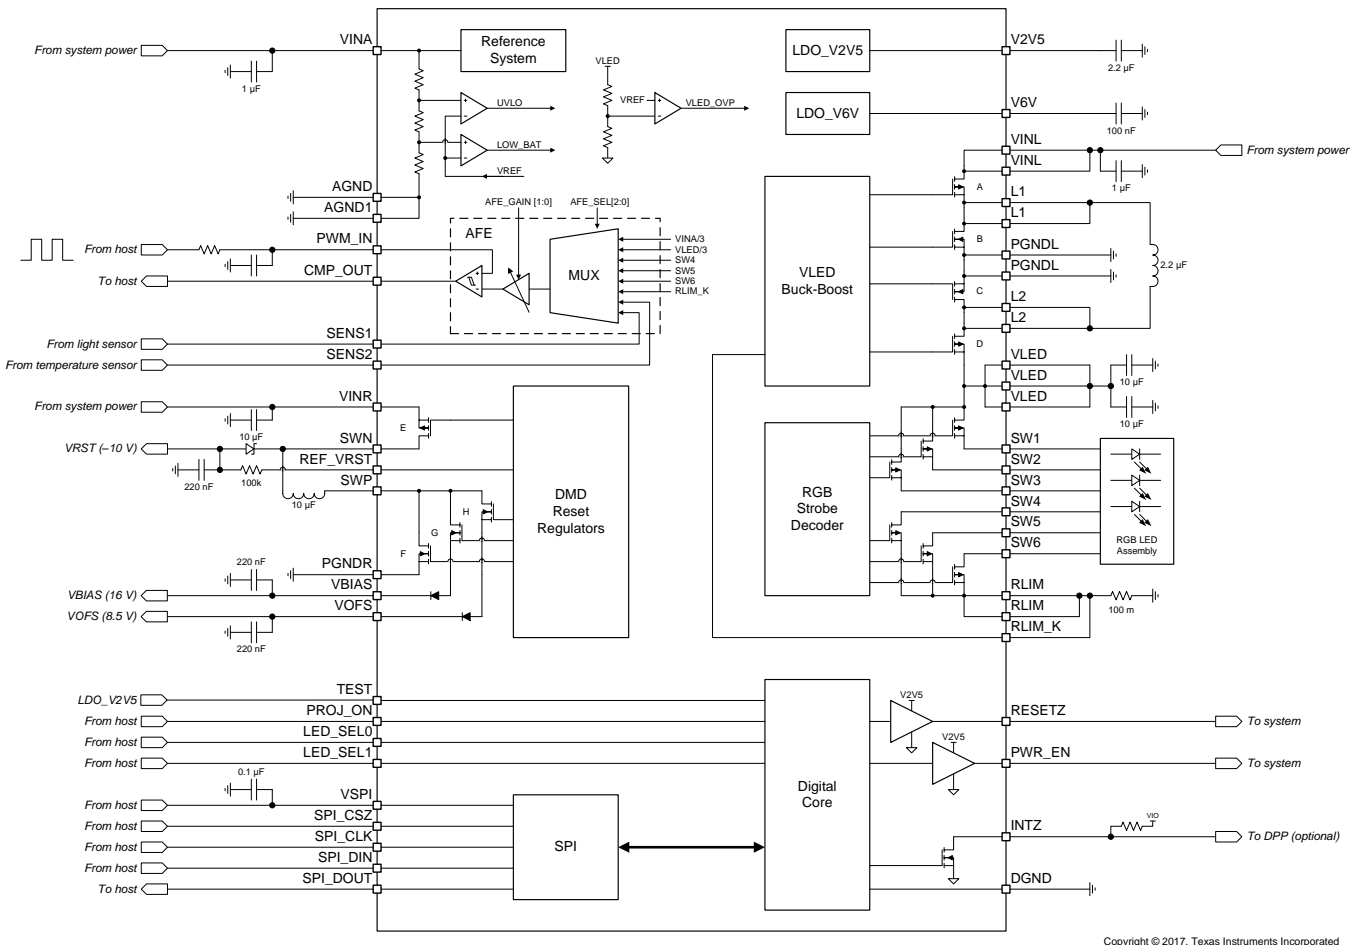 VINA
From system power
1 µF
Reference
System
UVLO
LOW_BAT
VREF
VLED
VREF
VLED_OVP
LDO_V2V5
V2V5
2.2 µF
LDO_V6V
V6V
100 nF
VINL
From system power
VINL
1 µF
AGND
AGND1
AFE_GAIN [1:0]
AFE_SEL[2:0]
AFE
MUX
VINA/3
VLED/3
SW4
SW5
SW6
RLIM_K
From host
PWM_IN
To host
CMP_OUT
SENS1
From light sensor
SENS2
From temperature sensor
VLED
Buck-Boost
A
L1
L1
B
PGNDL
PGNDL
2.2 µF
C
L2
L2
D
VLED
VLED
VLED
10 µF
10 µF
VINR
From system power
10 µF
E
SWN
VRST (–10 V)
REF_VRST
220 nF
100k
SWP
10 µF
DMD
Reset
Regulators
H
G
F
PGNDR
220 nF
VBIAS
VBIAS (16 V)
VOFS
VOFS (8.5 V)
220 nF
RGB
Strobe
Decoder
SW1
SW2
SW3
SW4
SW5
SW6
RGB LED
Assembly
RLIM
RLIM
100 m
RLIM_K
TEST
LDO_V2V5
PROJ_ON
From host
LED_SEL0
From host
LED_SEL1
From host
0.1 µF
VSPI
From host
SPI_CSZ
From host
SPI_CLK
From host
SPI_DIN
From host
SPI_DOUT
To host
SPI
Digital
Core
V2V5
RESETZ
To system
V2V5
PWR_EN
To system
INTZ
VIO
To DPP (optional)
DGND
Copyright © 2017, Texas Instruments Incorporated